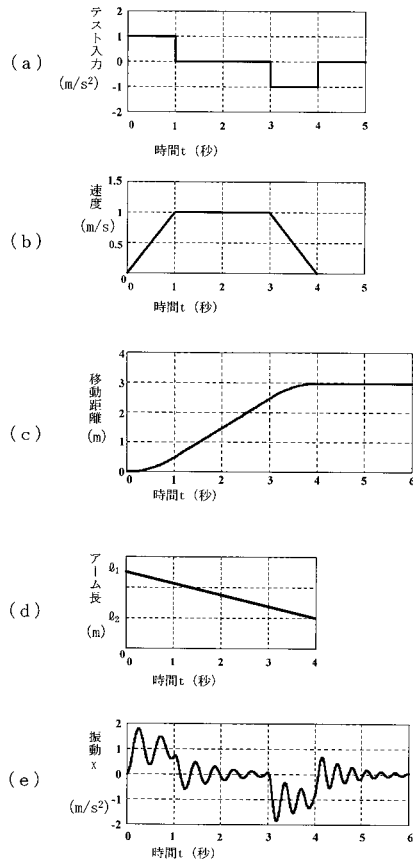 (a)
テスト入力
(m/s²)
2
1
0
-1
-2
0 1 2 3 4 5
時間t (秒)
(b)
速度
(m/s)
1.5
1
0.5
0
0 1 2 3 4 5
時間t (秒)
(c)
移動距離
(m)
4
3
2
1
0
0 1 2 3 4 5 6
時間t (秒)
(d)
アーム長
(m)
ℓ₁
ℓ₂
0
0 1 2 3 4
時間t (秒)
(e)
振動x
(m/s²)
2
1
0
-1
-2
0 1 2 3 4 5 6
時間t (秒)